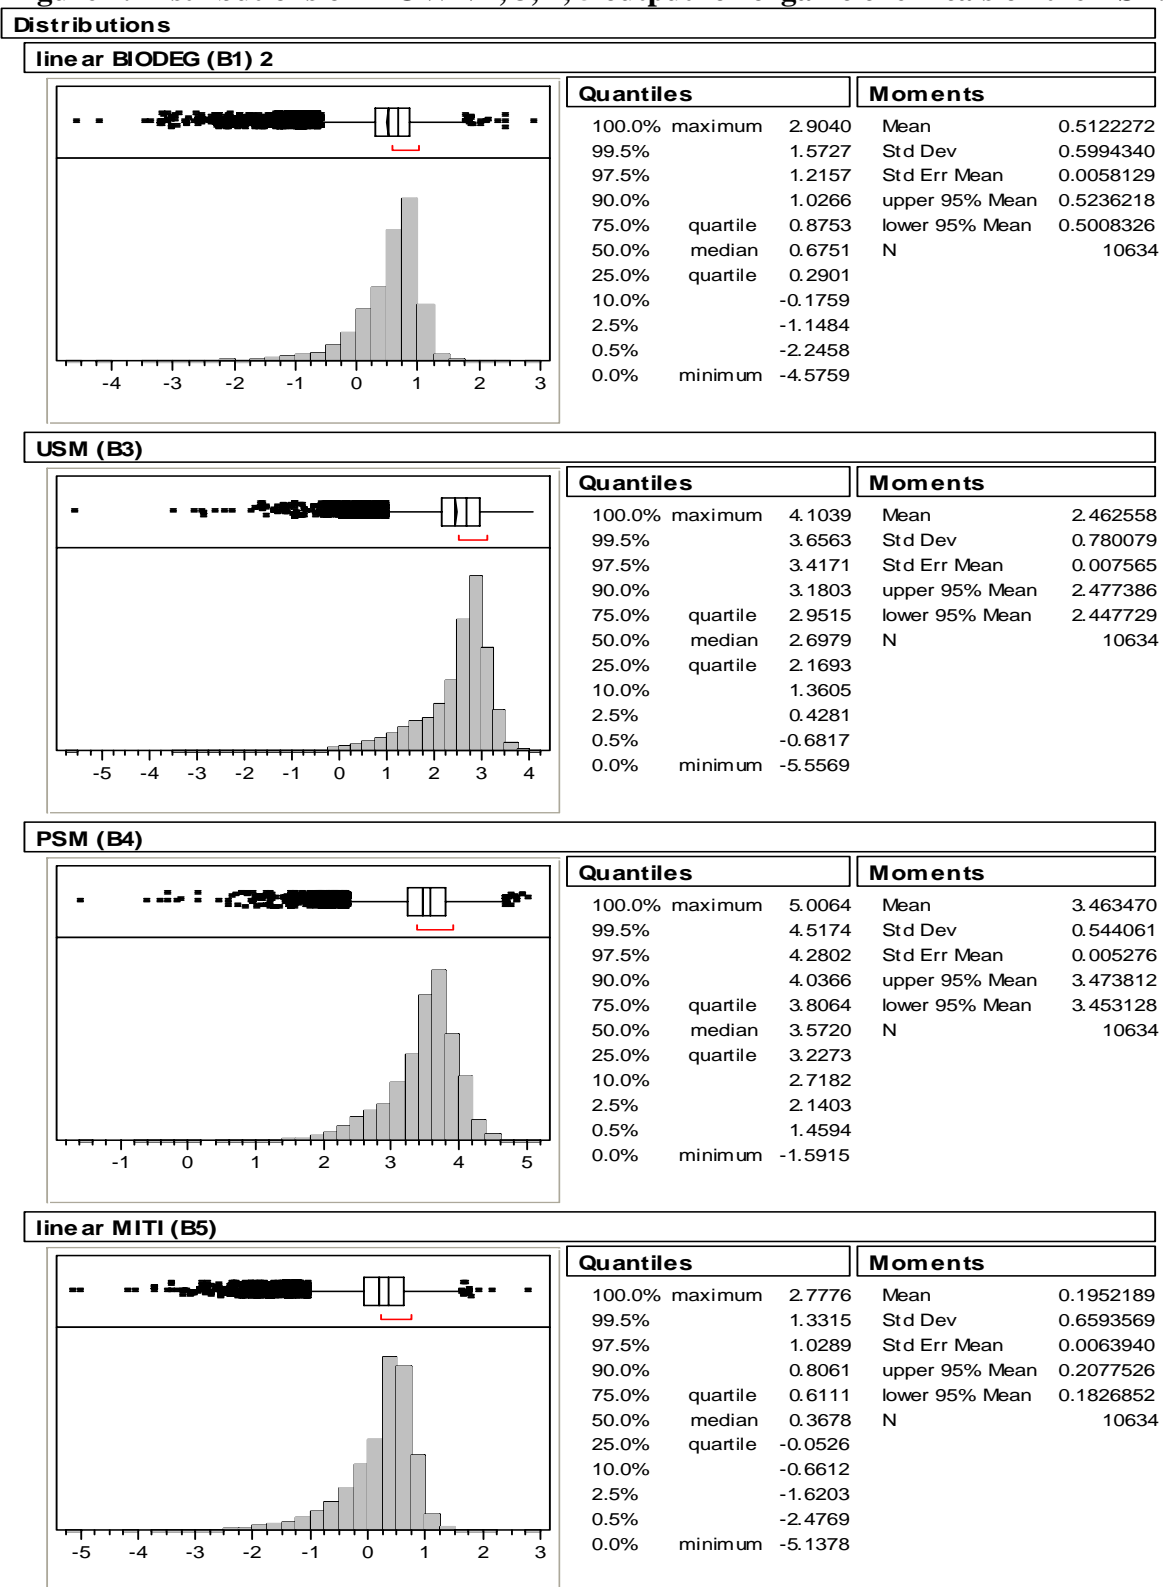 Distributions
linear BIODEG (B1) 2
-4 -3 -2 -1 0 1 2 3
Quantiles
100.0% maximum 2.9040
99.5% 1.5727
97.5% 1.2157
90.0% 1.0266
75.0% quartile 0.8753
50.0% median 0.6751
25.0% quartile 0.2901
10.0% -0.1759
2.5% -1.1484
0.5% -2.2458
0.0% minimum -4.5759
Moments
Mean 0.5122272
Std Dev 0.5994340
Std Err Mean 0.0058129
upper 95% Mean 0.5236218
lower 95% Mean 0.5008326
N 10634
USM (B3)
-5 -4 -3 -2 -1 0 1 2 3 4
Quantiles
100.0% maximum 4.1039
99.5% 3.6563
97.5% 3.4171
90.0% 3.1803
75.0% quartile 2.9515
50.0% median 2.6979
25.0% quartile 2.1693
10.0% 1.3605
2.5% 0.4281
0.5% -0.6817
0.0% minimum -5.5569
Moments
Mean 2.462558
Std Dev 0.780079
Std Err Mean 0.007565
upper 95% Mean 2.477386
lower 95% Mean 2.447729
N 10634
PSM (B4)
-1 0 1 2 3 4 5
Quantiles
100.0% maximum 5.0064
99.5% 4.5174
97.5% 4.2802
90.0% 4.0366
75.0% quartile 3.8064
50.0% median 3.5720
25.0% quartile 3.2273
10.0% 2.7182
2.5% 2.1403
0.5% 1.4594
0.0% minimum -1.5915
Moments
Mean 3.463470
Std Dev 0.544061
Std Err Mean 0.005276
upper 95% Mean 3.473812
lower 95% Mean 3.453128
N 10634
linear MITI (B5)
-5 -4 -3 -2 -1 0 1 2 3
Quantiles
100.0% maximum 2.7776
99.5% 1.3315
97.5% 1.0289
90.0% 0.8061
75.0% quartile 0.6111
50.0% median 0.3678
25.0% quartile -0.0526
10.0% -0.6612
2.5% -1.6203
0.5% -2.4769
0.0% minimum -5.1378
Moments
Mean 0.1952189
Std Dev 0.6593569
Std Err Mean 0.0063940
upper 95% Mean 0.2077526
lower 95% Mean 0.1826852
N 10634